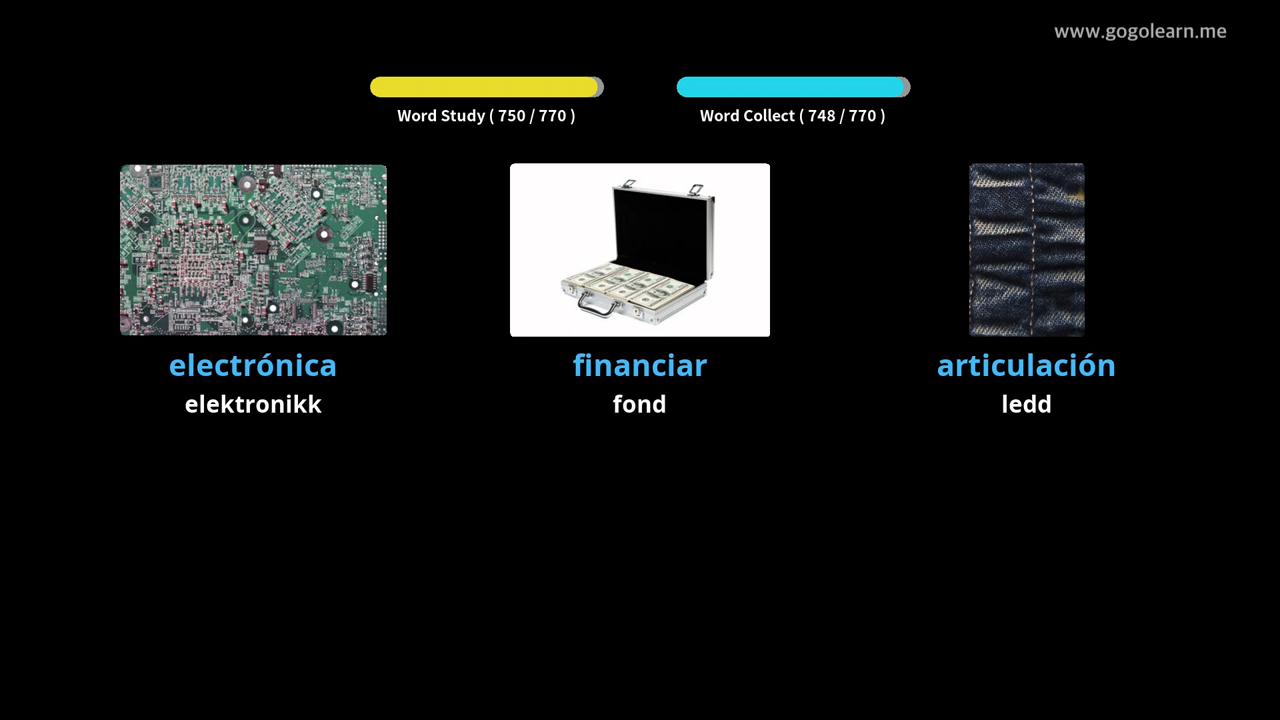 www.gogolearn.me
Word Study ( 750 / 770 )
Word Collect ( 748 / 770 )
electrónica
financiar
articulación
elektronikk
fond
ledd